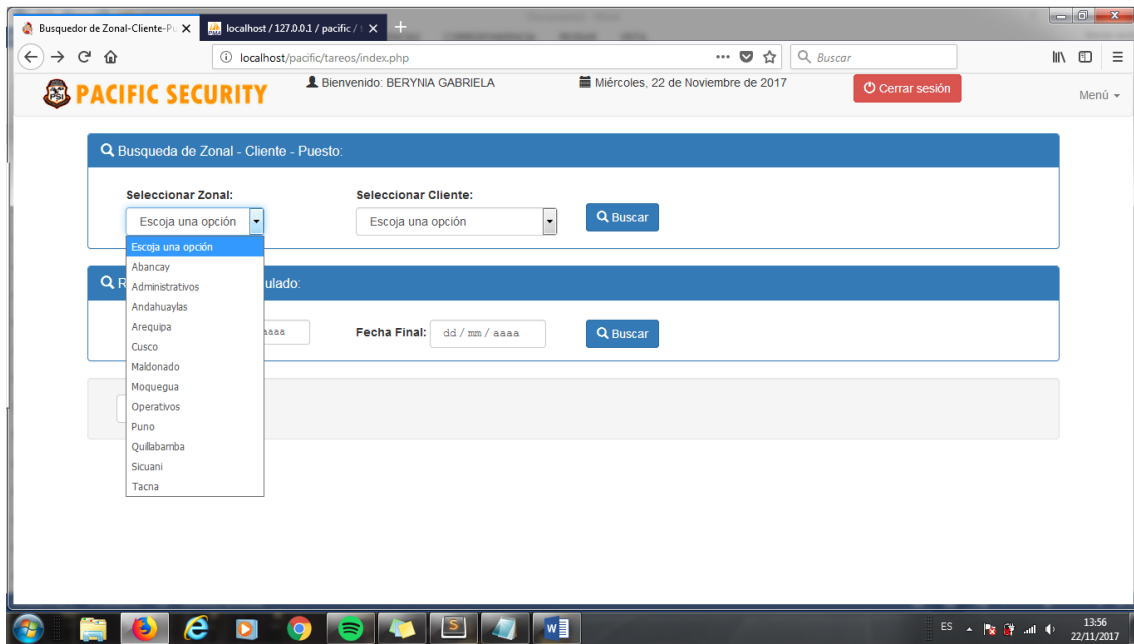 Busquedor de Zonal-Cliente-Pu
localhost / 127.0.0.1 / pacific / t
localhost/pacific/tareos/index.php
Buscar
PSI
PACIFIC SECURITY
Bienvenido: BERYNIA GABRIELA
Miércoles, 22 de Noviembre de 2017
Cerrar sesión
Menú
Busqueda de Zonal - Cliente - Puesto:
Seleccionar Zonal:
Seleccionar Cliente:
Escoja una opción
Escoja una opción
Buscar
Escoja una opción
Abancay
Administrativos
Andahuaylas
Arequipa
Cusco
Maldonado
Moquegua
Operativos
Puno
Quillabamba
Sicuani
Tacna
R
ulado:
aaaa
Fecha Final:
dd / mm / aaaa
Buscar
ES
13:56
22/11/2017